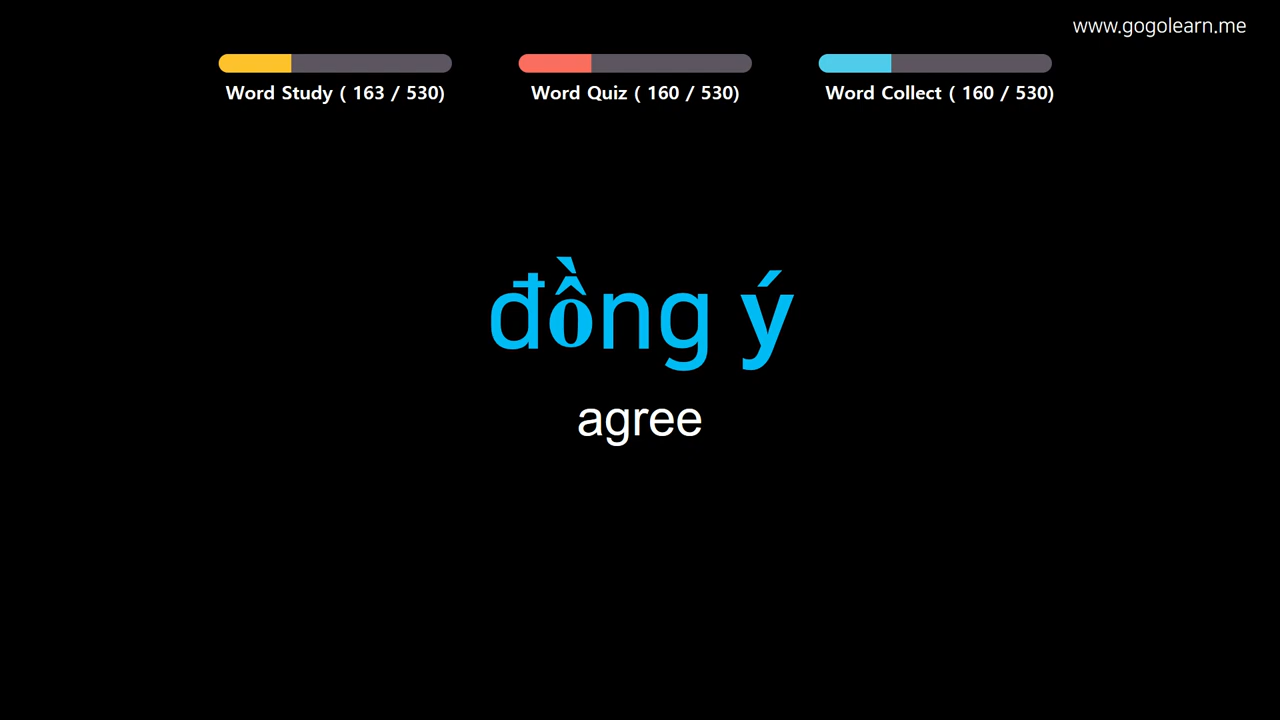 www.gogolearn.me
Word Study ( 163 / 530)
Word Quiz ( 160 / 530)
Word Collect ( 160 / 530)
đồng ý
agree